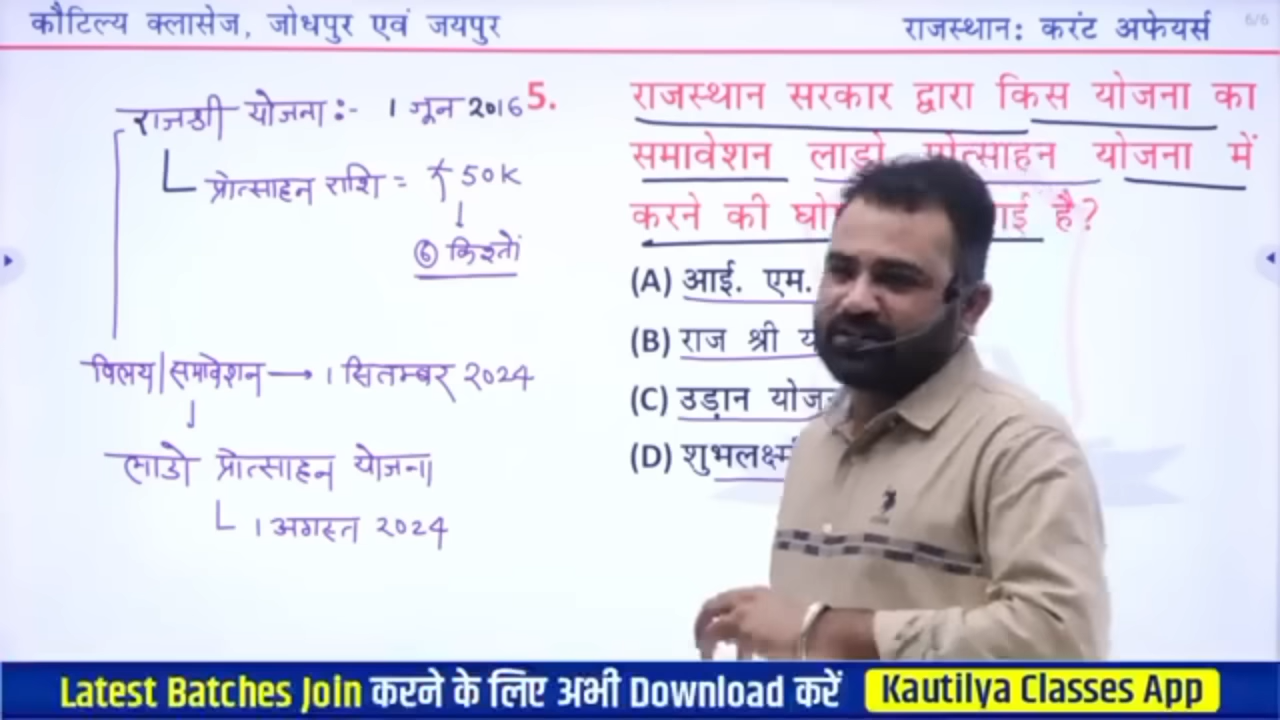 कौटिल्य क्लासेज, जोधपुर एवं जयपुर
राजस्थान: करंट अफेयर्स
6/6
राजश्री योजना :- 1 जून 2016
प्रोत्साहन राशि = ₹ 50K
6 किश्तों
विलय/समावेशन → 1 सितम्बर 2024
लाडो प्रोत्साहन योजना
1 अगस्त 2024
5. राजस्थान सरकार द्वारा किस योजना का
समावेशन लाडो प्रोत्साहन योजना में
करने की है?
(A) आई. एम.
(B) राज श्री
(C) उड़ान
(D)
Latest Batches Join करने के लिए अभी Download करें Kautilya Classes App